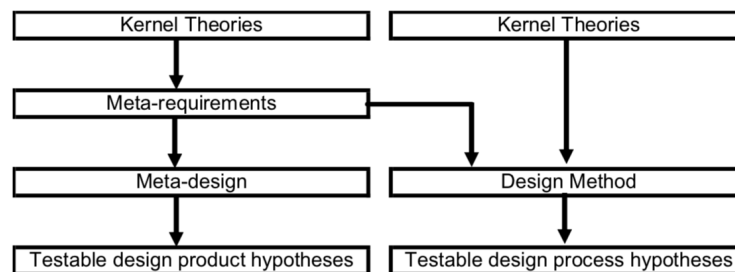 Kernel Theories
Kernel Theories
Meta-requirements
Meta-design
Design Method
Testable design product hypotheses
Testable design process hypotheses